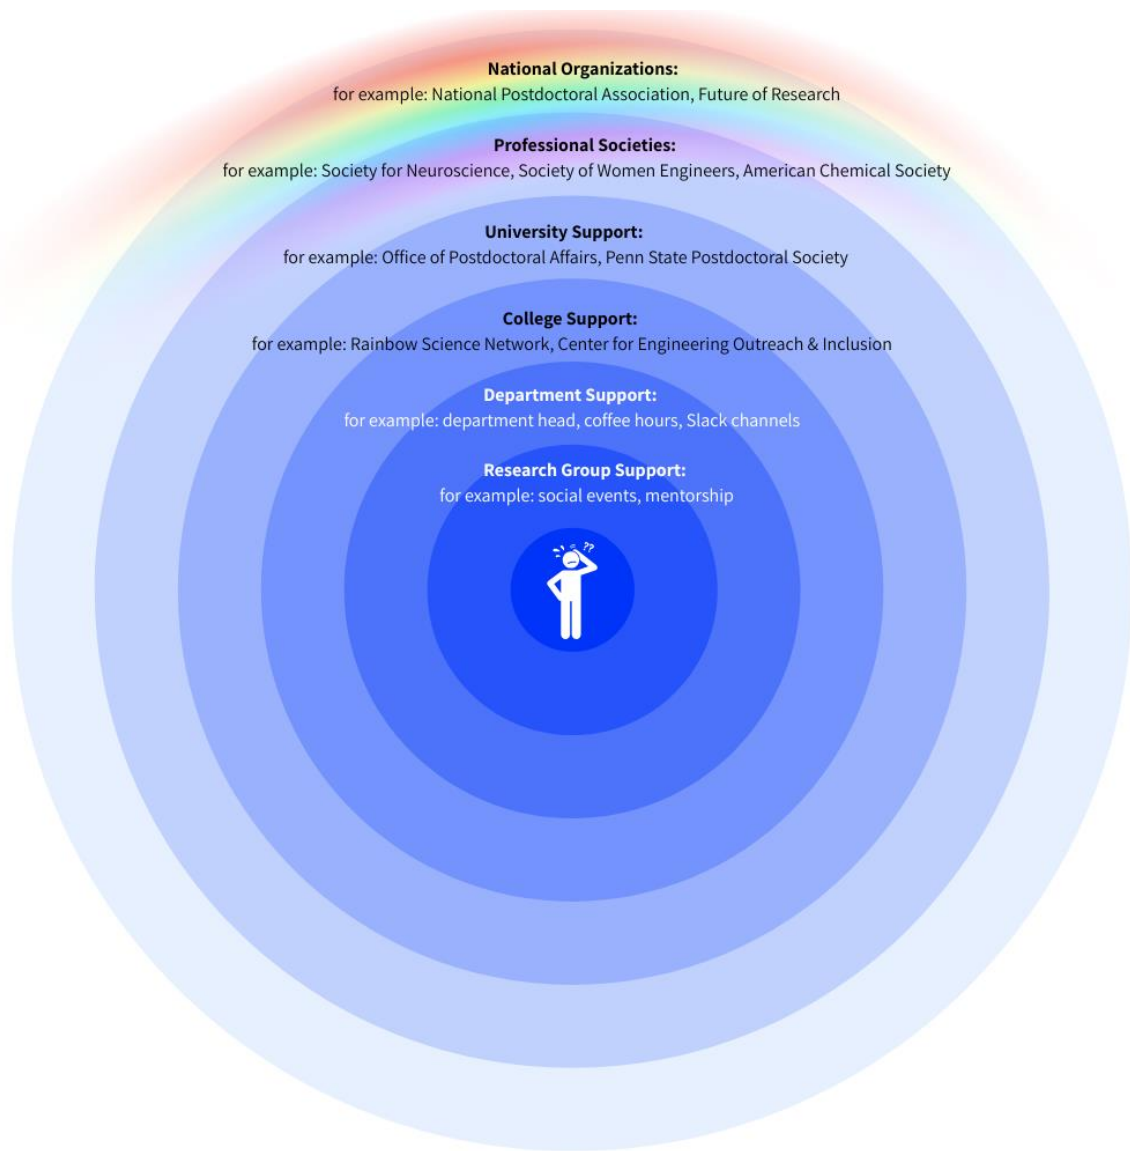 National Organizations:
for example: National Postdoctoral Association, Future of Research
Professional Societies:
for example: Society for Neuroscience, Society of Women Engineers, American Chemical Society
University Support:
for example: Office of Postdoctoral Affairs, Penn State Postdoctoral Society
College Support:
for example: Rainbow Science Network, Center for Engineering Outreach & Inclusion
Department Support:
for example: department head, coffee hours, Slack channels
Research Group Support:
for example: social events, mentorship
??